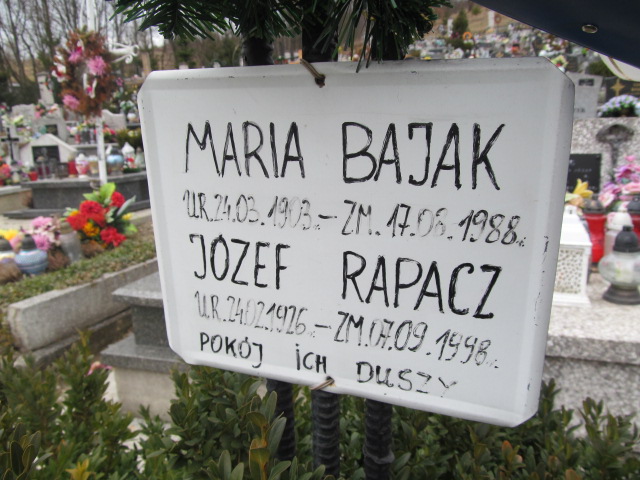 MARIA BAJAK
UR.24.03.1903.-ZM.17.06.1988.
JÓZEF RAPACZ
UR.24.02.1926.-ZM.07.09.1998.
POKÓJ iCH DUSZY